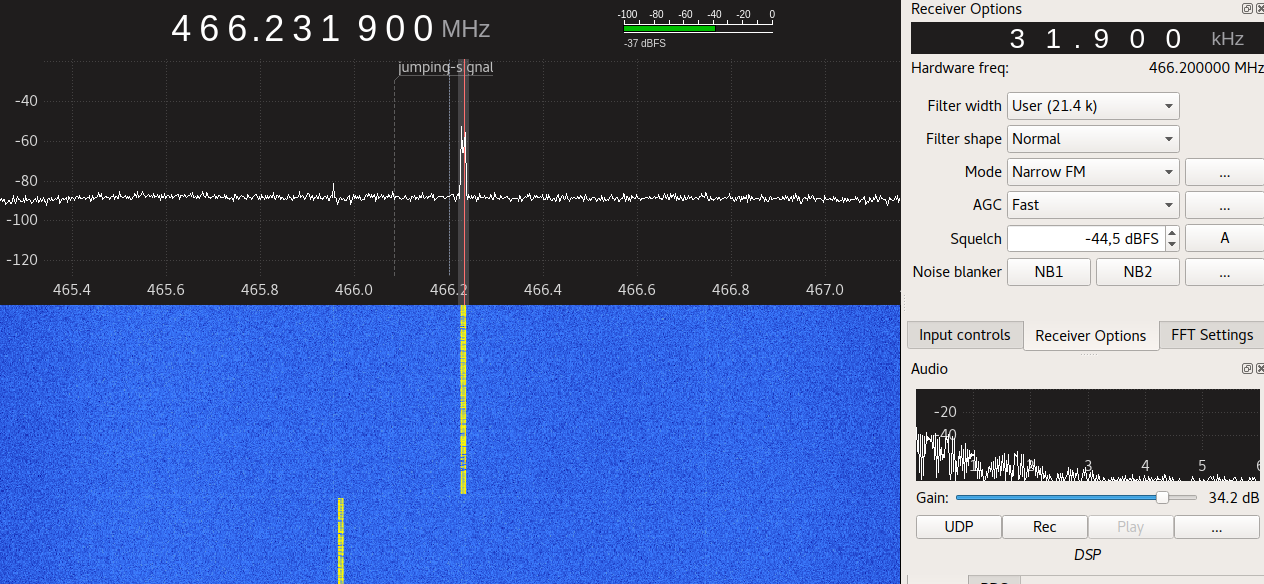 466.231 900 MHz
-100 -80 -60 -40 -20 0
-37 dBFS
jumping-signal
-40
-60
-80
-100
-120
465.4 465.6 465.8 466.0 466.2 466.4 466.6 466.8 467.0
Receiver Options
31.900 kHz
Hardware freq: 466.200000 MHz
Filter width User (21.4 k)
Filter shape Normal
Mode Narrow FM ...
AGC Fast ...
Squelch -44,5 dBFS A
Noise blanker NB1 NB2 ...
Input controls Receiver Options FFT Settings
Audio
-20
-40
1 2 3 4 5 6
Gain: 34.2 dB
UDP Rec Play ...
DSP